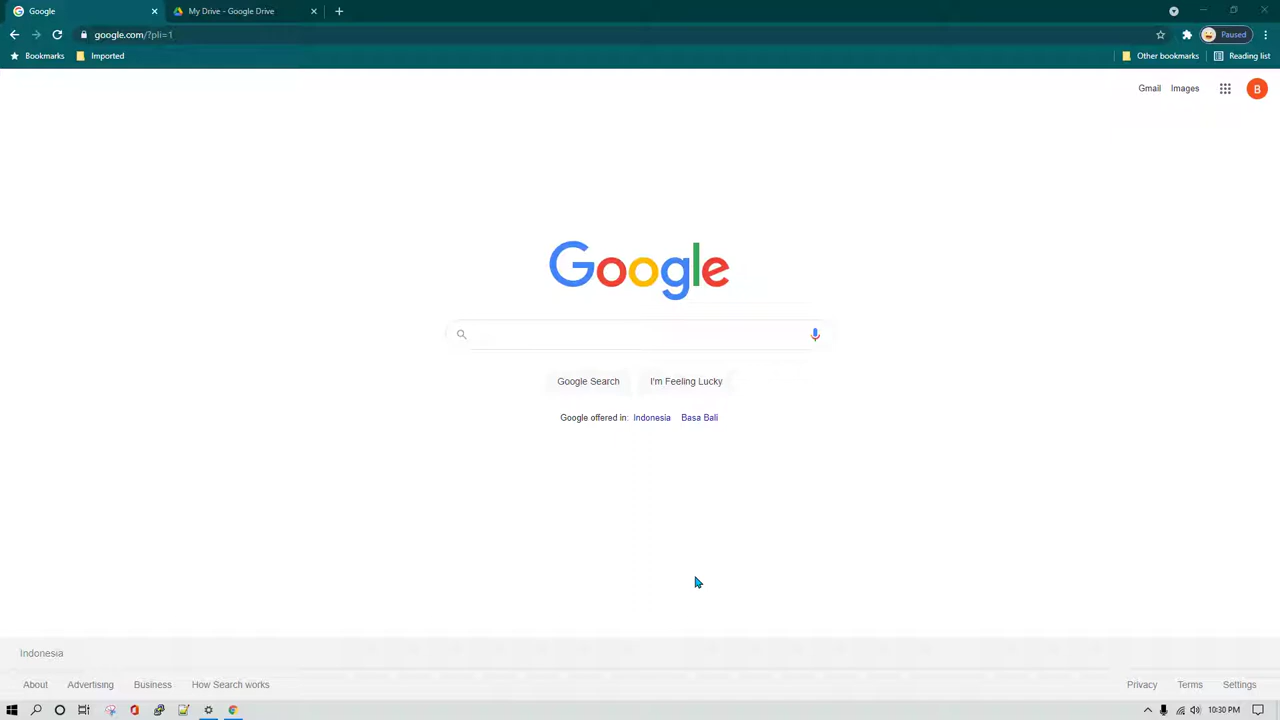 Google
My Drive - Google Drive
google.com/?pli=1
Paused
Bookmarks
Imported
Other bookmarks
Reading list
Gmail
Images
B
Google
Google Search
I'm Feeling Lucky
Google offered in: Indonesia Basa Bali
Indonesia
About
Advertising
Business
How Search works
Privacy
Terms
Settings
10:30 PM